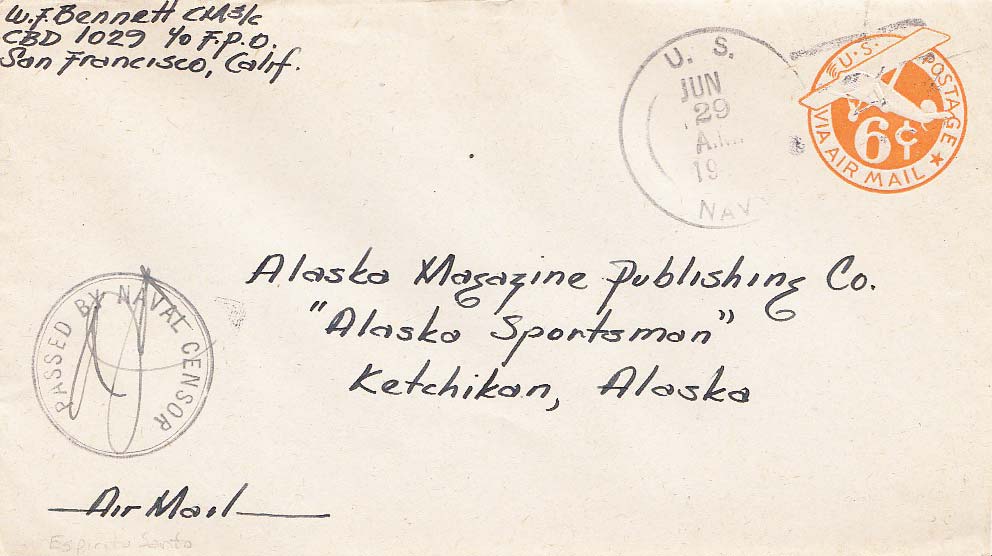 W.F. Bennett CM3/c
CBD 1029 c/o F.P.O.
San Francisco, Calif.
U. S.
JUN
29
A.M.
19
NAVY
U.S. POSTAGE
VIA AIR MAIL
6¢
Alaska Magazine Publishing Co.
"Alaska Sportsman"
Ketchikan, Alaska
PASSED BY NAVAL CENSOR
Air Mail
Espirito Santo